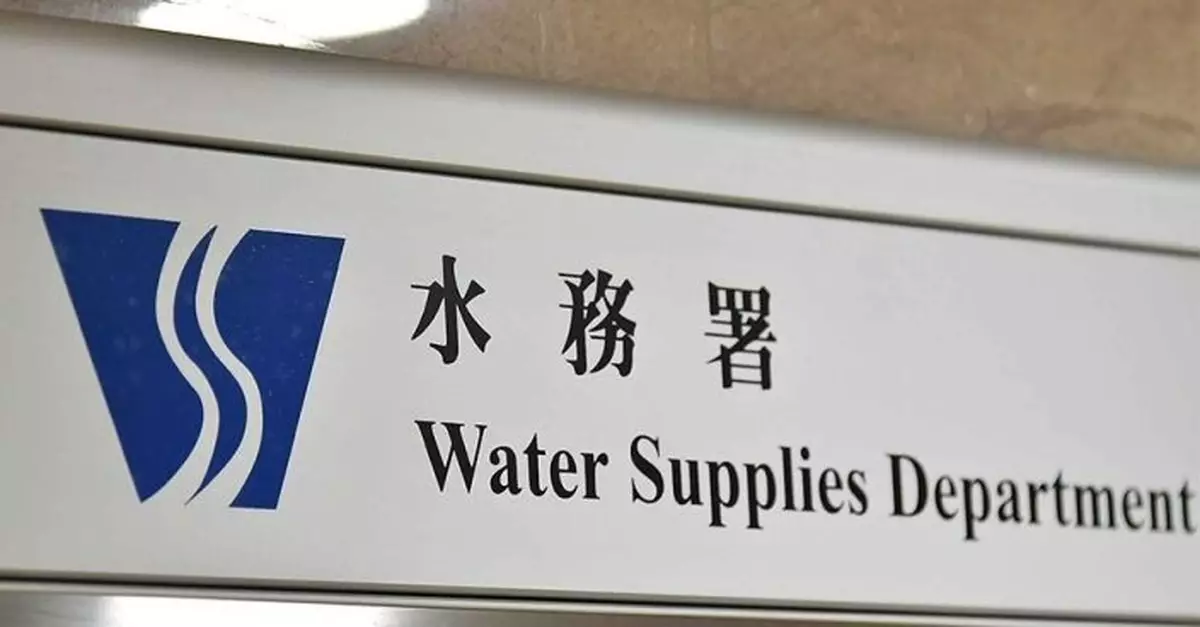 水務署
Water Supplies Department